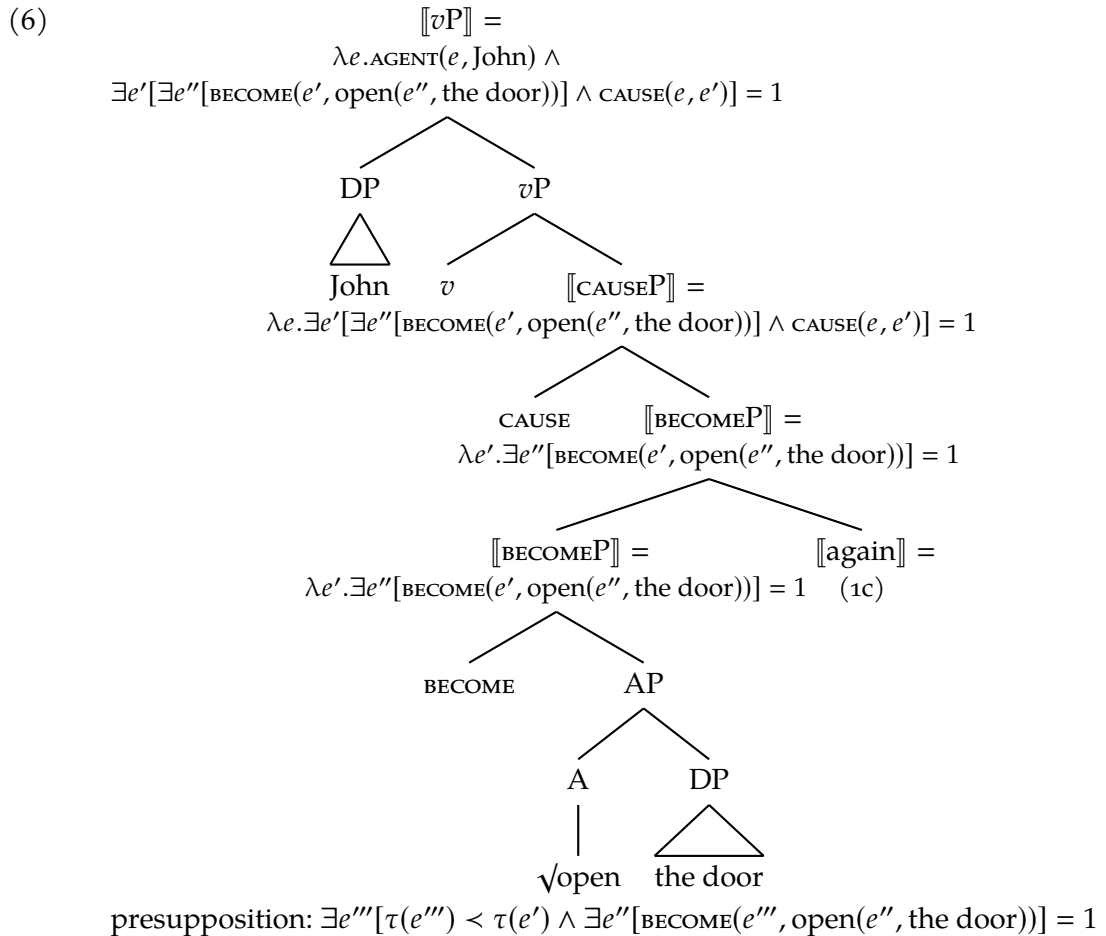 (6)
⟦vP⟧ =
λe.AGENT(e, John) ∧
∃e′[∃e″[BECOME(e′, open(e″, the door))] ∧ CAUSE(e, e′)] = 1
DP vP
John v ⟦CAUSEP⟧ =
λe.∃e′[∃e″[BECOME(e′, open(e″, the door))] ∧ CAUSE(e, e′)] = 1
CAUSE ⟦BECOMEP⟧ =
λe′.∃e″[BECOME(e′, open(e″, the door))] = 1
⟦BECOMEP⟧ = ⟦again⟧ =
λe′.∃e″[BECOME(e′, open(e″, the door))] = 1 (1C)
BECOME AP
A DP
√open the door
presupposition: ∃e‴[τ(e‴) ≺ τ(e′) ∧ ∃e″[BECOME(e‴, open(e″, the door))] = 1